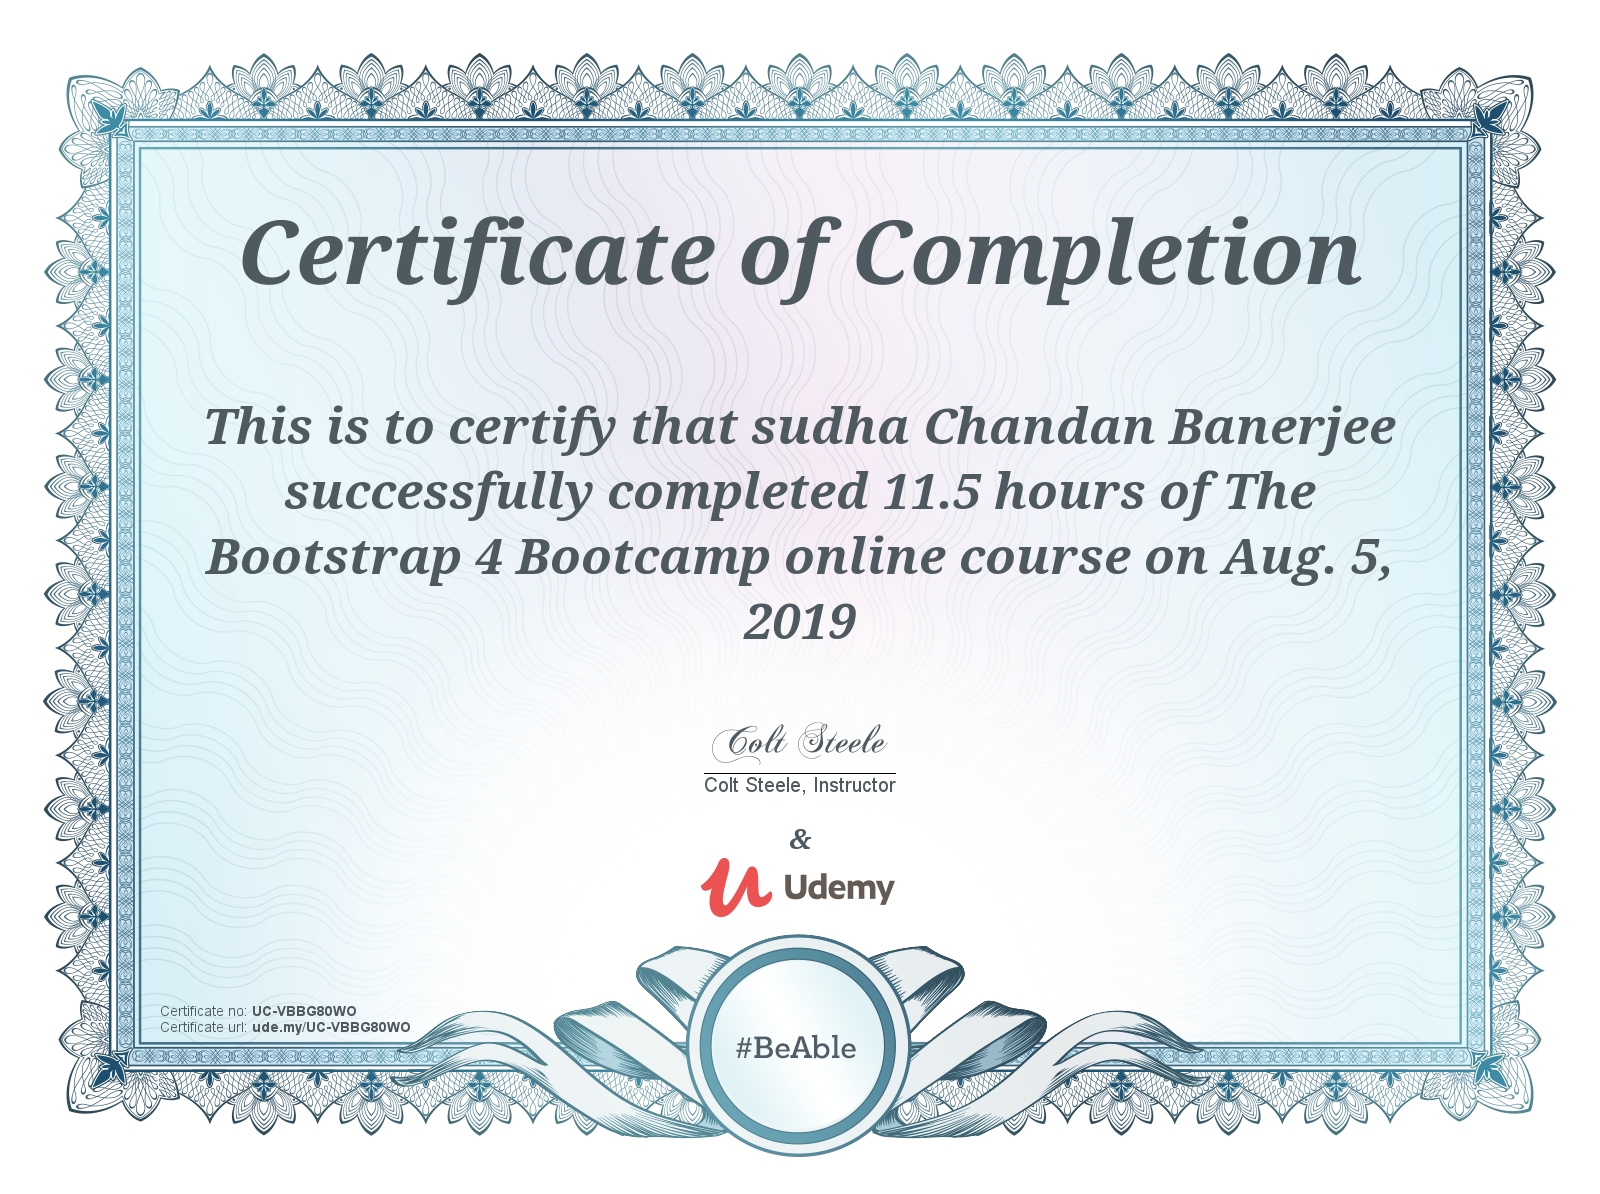 Certificate of Completion
This is to certify that sudha Chandan Banerjee
successfully completed 11.5 hours of The
Bootstrap 4 Bootcamp online course on Aug. 5,
2019
Colt Steele
Colt Steele, Instructor
&
Udemy
Certificate no: UC-VBBG80WO
Certificate url: ude.my/UC-VBBG80WO
#BeAble